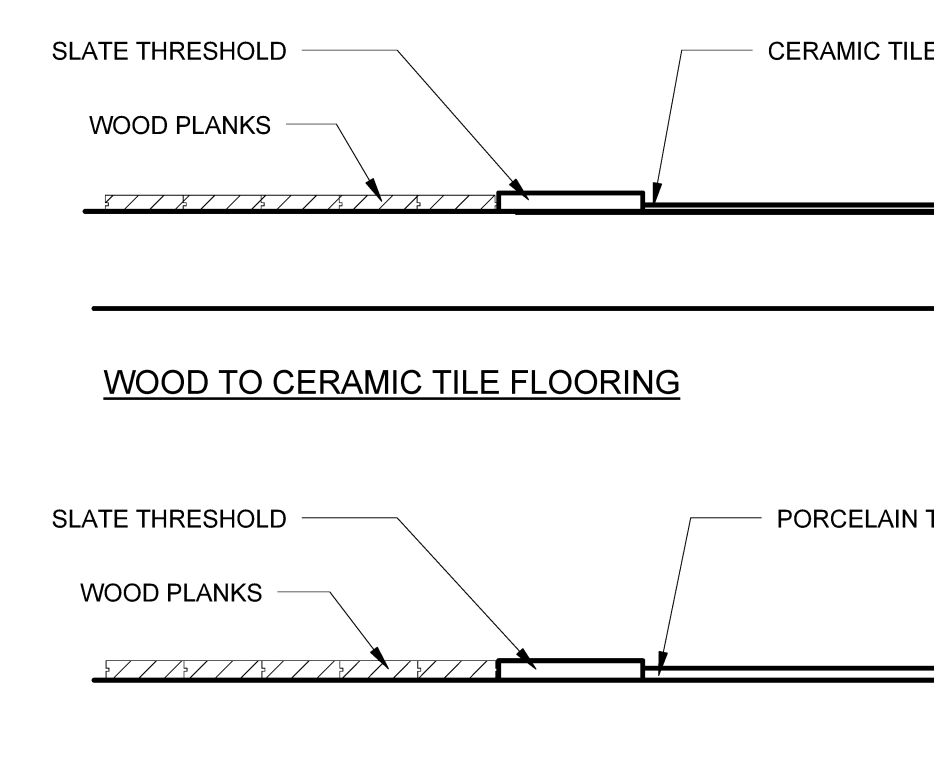 SLATE THRESHOLD
CERAMIC TILE
WOOD PLANKS
WOOD TO CERAMIC TILE FLOORING
SLATE THRESHOLD
PORCELAIN
WOOD PLANKS